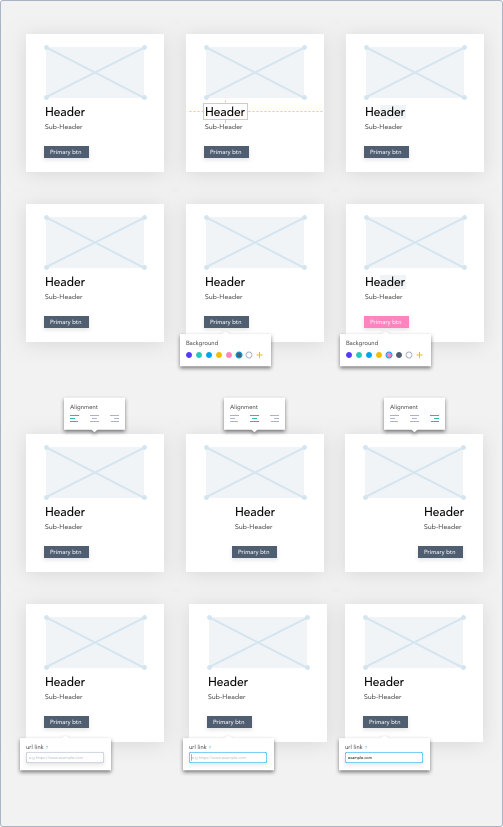 Header
Sub-Header
Primary btn
Header
Sub-Header
Primary btn
Header
Sub-Header
Primary btn
Header
Sub-Header
Primary btn
Header
Sub-Header
Primary btn
Background
Header
Sub-Header
Primary btn
Background
Alignment
Header
Sub-Header
Primary btn
Alignment
Header
Sub-Header
Primary btn
Alignment
Header
Sub-Header
Primary btn
Header
Sub-Header
Primary btn
url link
e.g https://www.example.com
Header
Sub-Header
Primary btn
url link
e.g https://www.example.com
Header
Sub-Header
Primary btn
url link
example.com